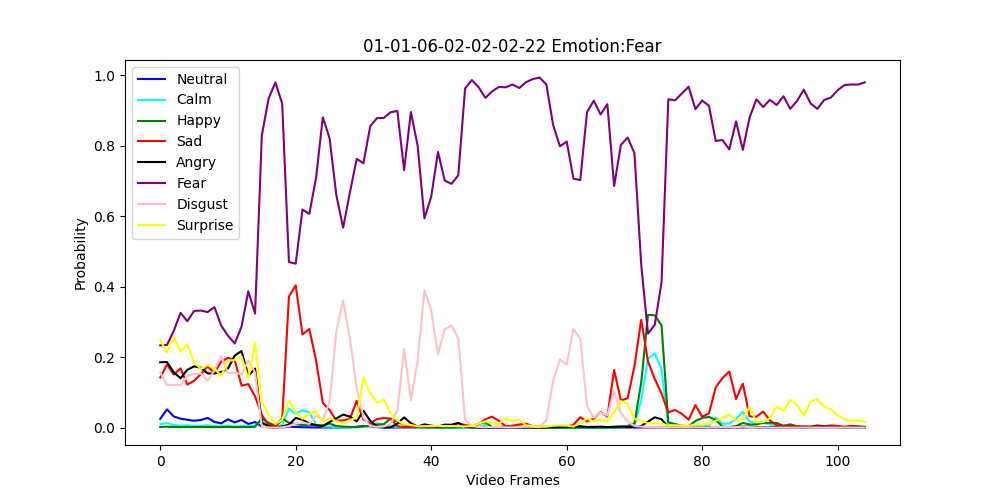 01-01-06-02-02-02-22 Emotion:Fear
Neutral
Calm
Happy
Sad
Angry
Fear
Disgust
Surprise
Probability
1.0
0.8
0.6
0.4
0.2
0.0
0 20 40 60 80 100
Video Frames